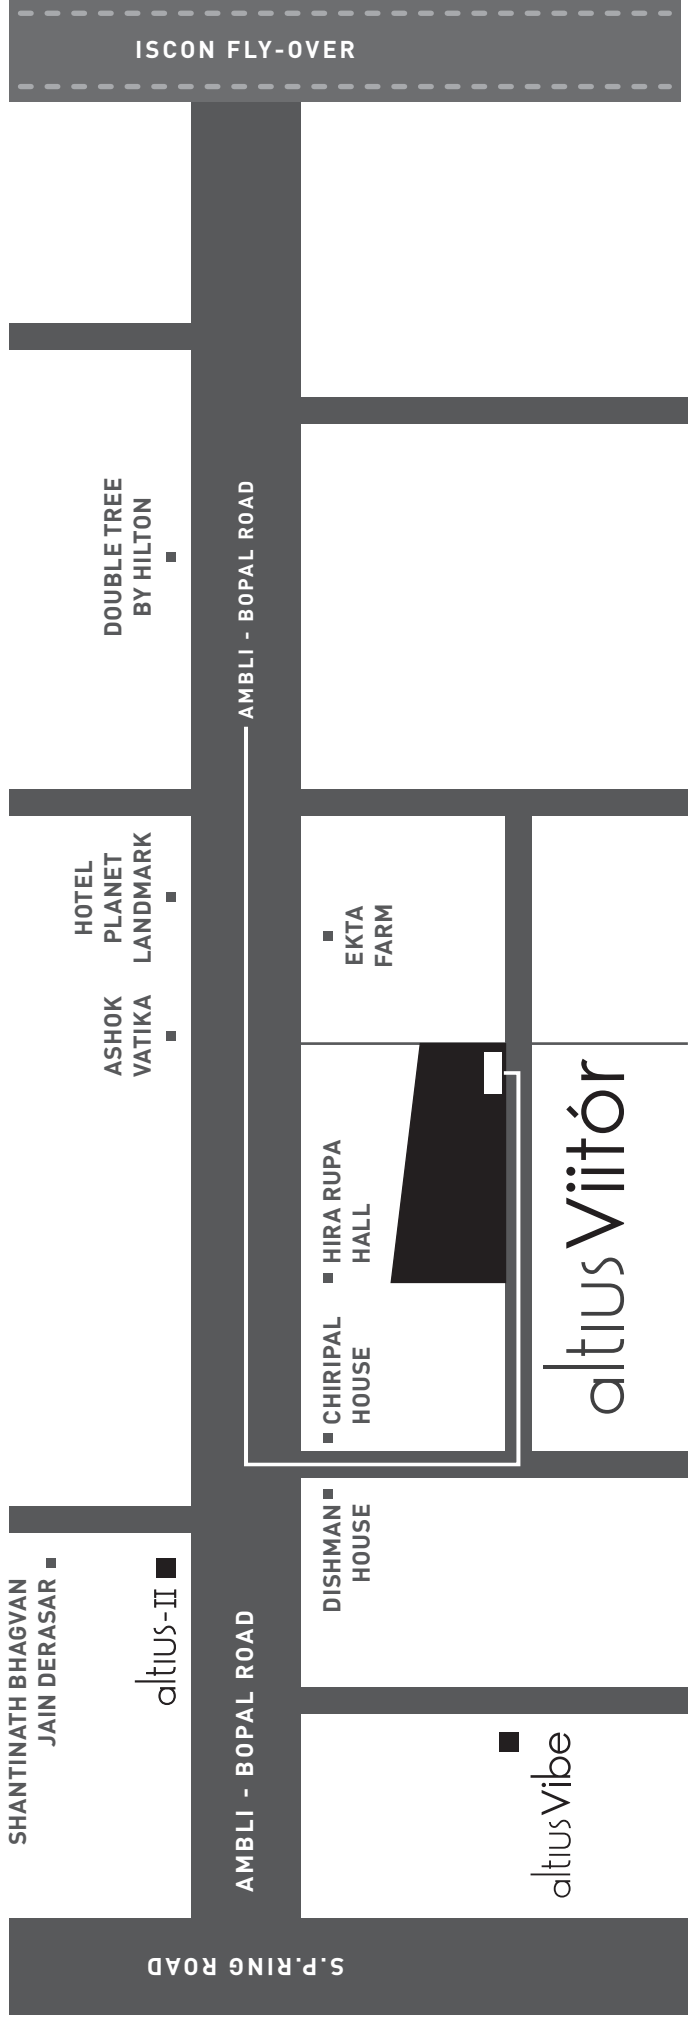 ISCON FLY-OVER
AMBLI - BOPAL ROAD
DOUBLE TREE
BY HILTON
HOTEL
PLANET
LANDMARK
EKTA
FARM
ASHOK
VATIKA
HIRA RUPA
HALL
altius Viitór
CHIRIPAL
HOUSE
DISHMAN
HOUSE
SHANTINATH BHAGVAN
JAIN DERASAR
altius-II
AMBLI - BOPAL ROAD
altius Vibe
S.P.RING ROAD